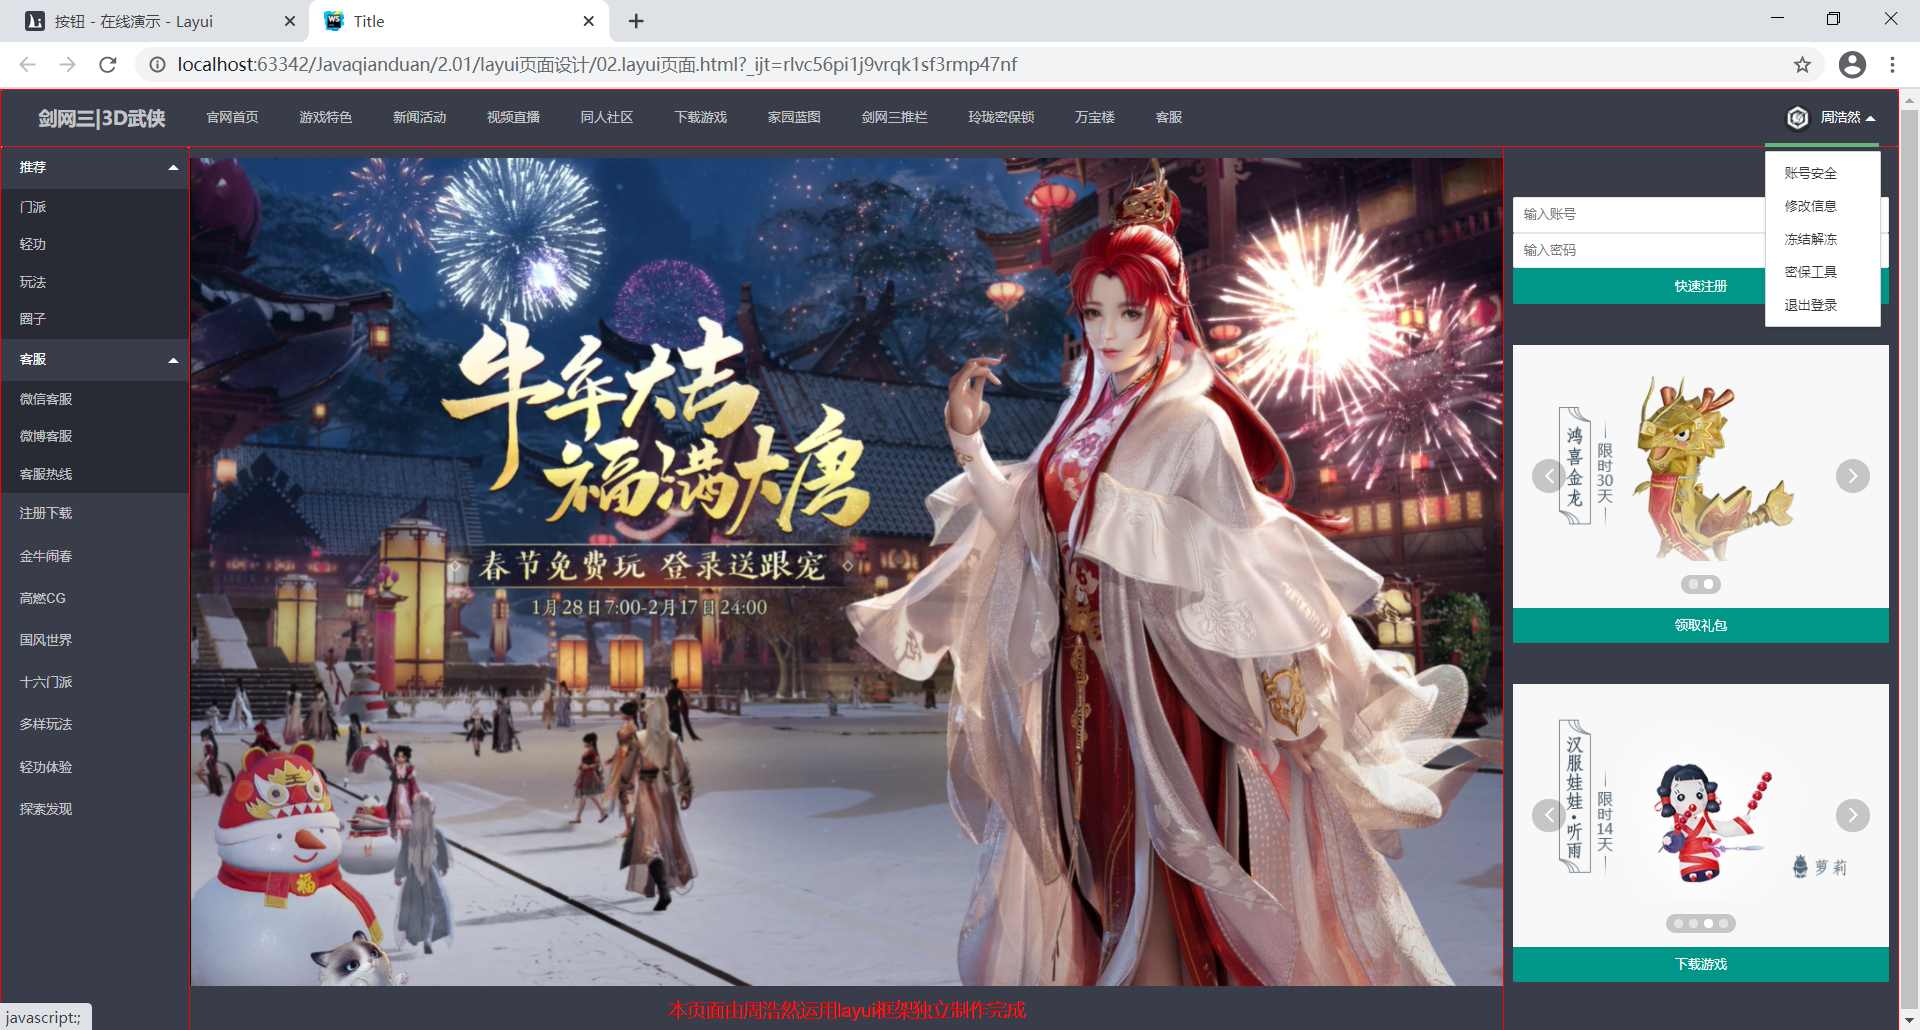 按钮 - 在线演示 - Layui
Title
localhost:63342/Javaqianduan/2.01/layui页面设计/02.layui页面.html?_ijt=rlvc56pi1j9vrqk1sf3rmp47nf
剑网三|3D武侠
官网首页
游戏特色
新闻活动
视频直播
同人社区
下载游戏
家园蓝图
剑网三推栏
玲珑密保锁
万宝楼
客服
周浩然
账号安全
修改信息
冻结解冻
密保工具
退出登录
推荐
门派
轻功
玩法
圈子
客服
微信客服
微博客服
客服热线
注册下载
金牛闹春
高燃CG
国风世界
十六门派
多样玩法
轻功体验
探索发现
牛年大吉
福满大唐
春节免费玩 登录送跟宠
1月28日7:00-2月17日24:00
王
福
输入账号
输入密码
快速注册
鸿喜金龙
限时30天
领取礼包
汉服娃娃·听雨
限时14天
萝莉
下载游戏
本页面由周浩然运用layui框架独立制作完成
javascript:;